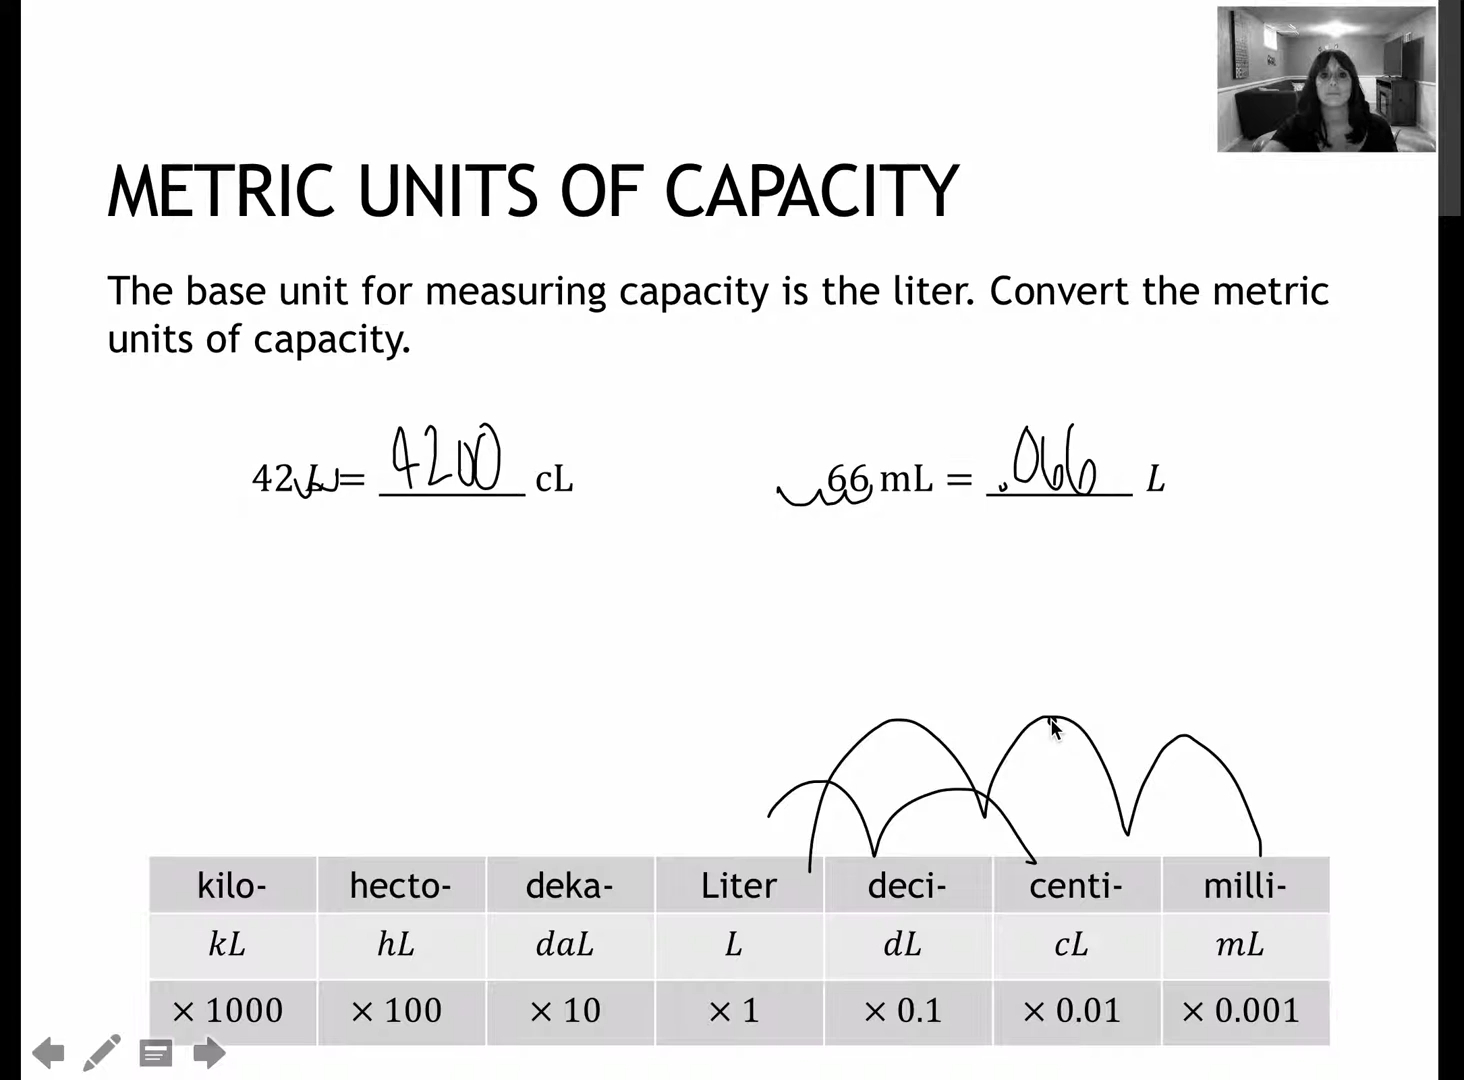 METRIC UNITS OF CAPACITY
The base unit for measuring capacity is the liter. Convert the metric
units of capacity.
42 L = 4200 cL
66 mL = .066 L
kilo- hecto- deka- Liter deci- centi- milli-
kL hL daL L dL cL mL
× 1000 × 100 × 10 × 1 × 0.1 × 0.01 × 0.001